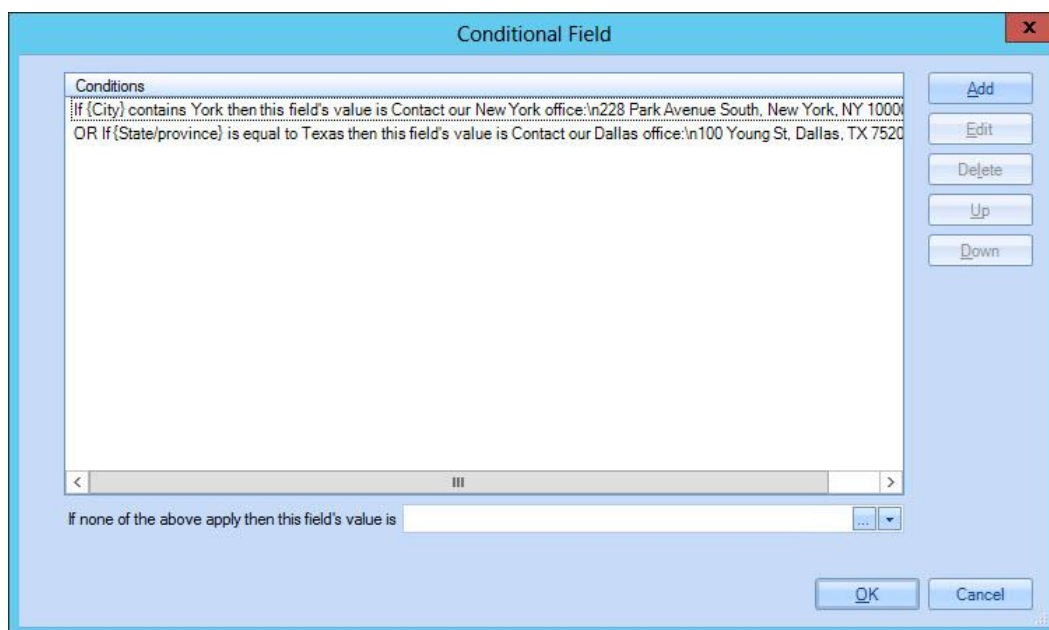 Conditional Field
x
Conditions
If {City} contains York then this field's value is Contact our New York office:\n228 Park Avenue South, New York, NY 1000
OR If {State/province} is equal to Texas then this field's value is Contact our Dallas office:\n100 Young St, Dallas, TX 7520
Add
Edit
Delete
Up
Down
If none of the above apply then this field's value is
...
OK
Cancel